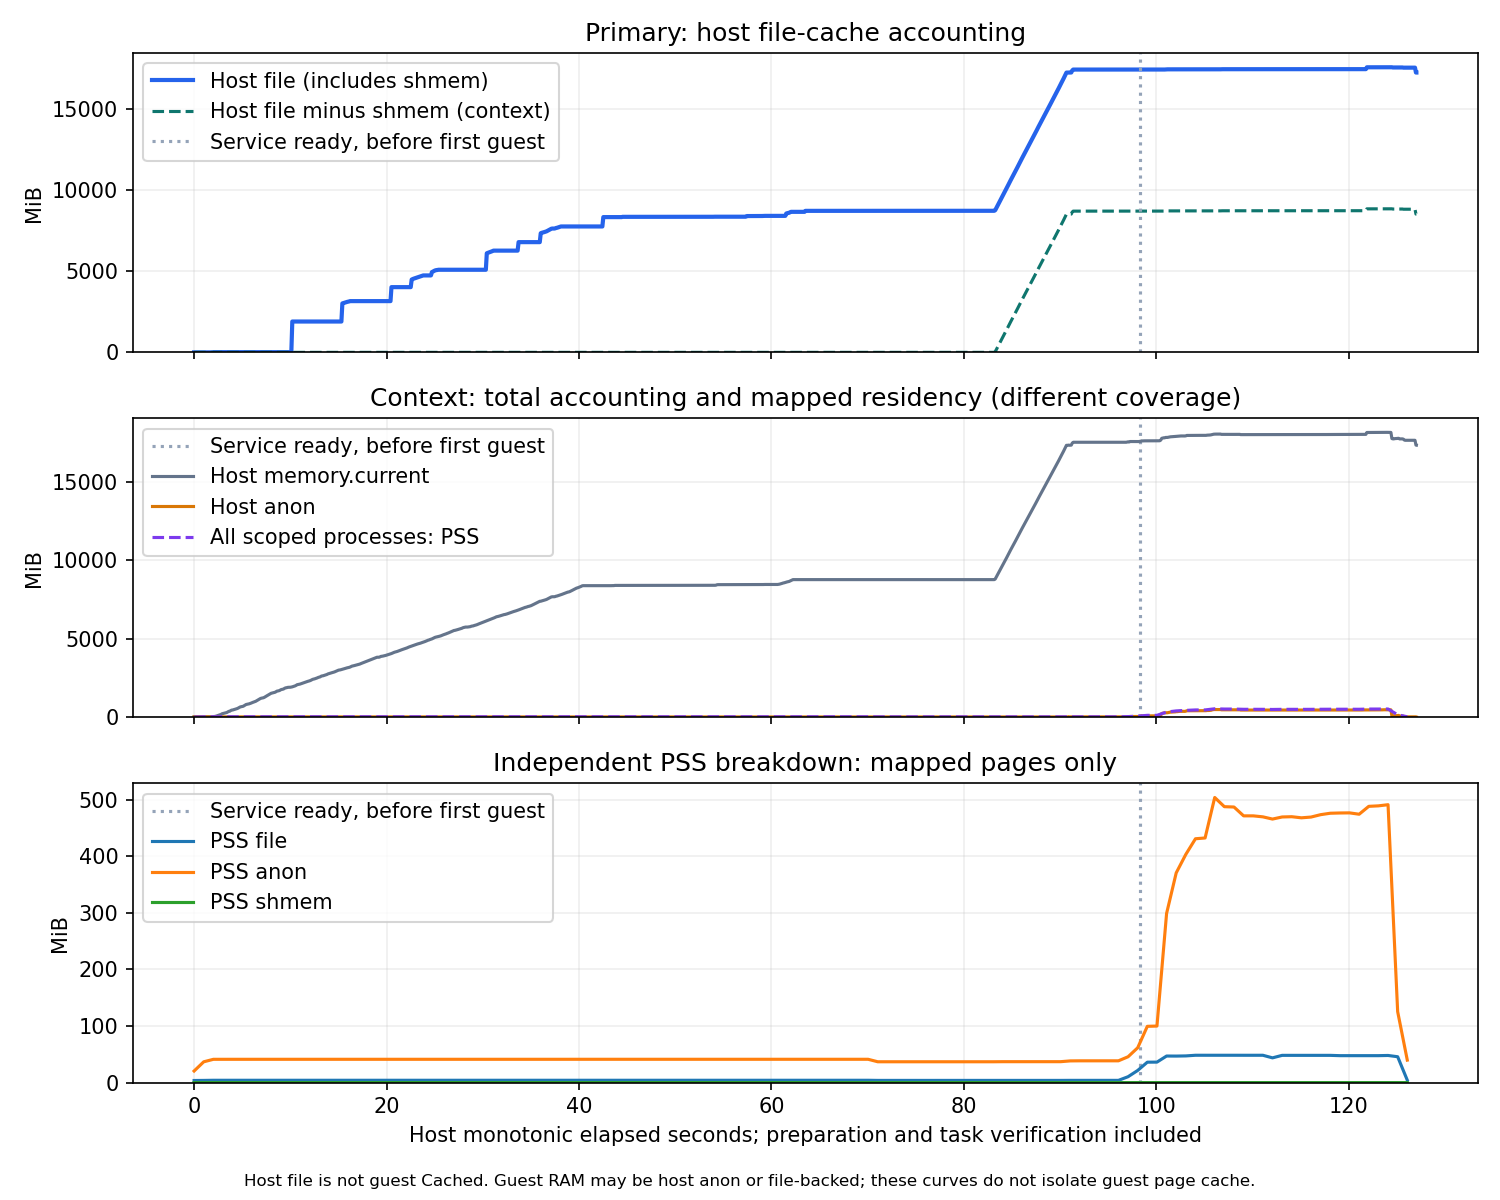 Primary: host file-cache accounting
Host file (includes shmem)
Host file minus shmem (context)
Service ready, before first guest
MiB
15000
10000
5000
0
Context: total accounting and mapped residency (different coverage)
Service ready, before first guest
Host memory.current
Host anon
All scoped processes: PSS
MiB
15000
10000
5000
0
Independent PSS breakdown: mapped pages only
Service ready, before first guest
PSS file
PSS anon
PSS shmem
MiB
500
400
300
200
100
0
0 20 40 60 80 100 120
Host monotonic elapsed seconds; preparation and task verification included
Host file is not guest Cached. Guest RAM may be host anon or file-backed; these curves do not isolate guest page cache.